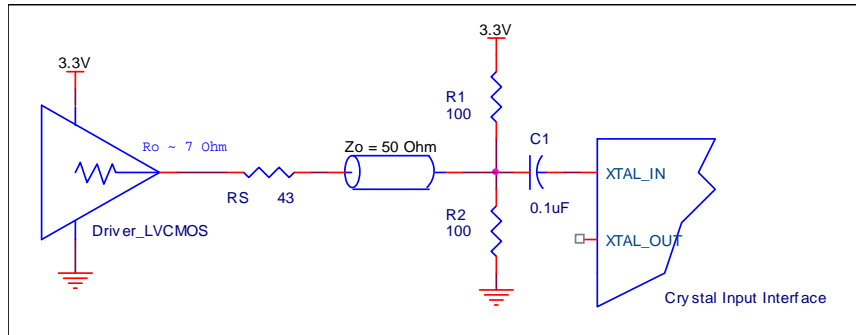 3.3V
3.3V
R1
100
Ro ~ 7 Ohm
Zo = 50 Ohm
C1
XTAL_IN
RS 43
0.1uF
R2
100
Driver_LVCMOS
XTAL_OUT
Crystal Input Interface